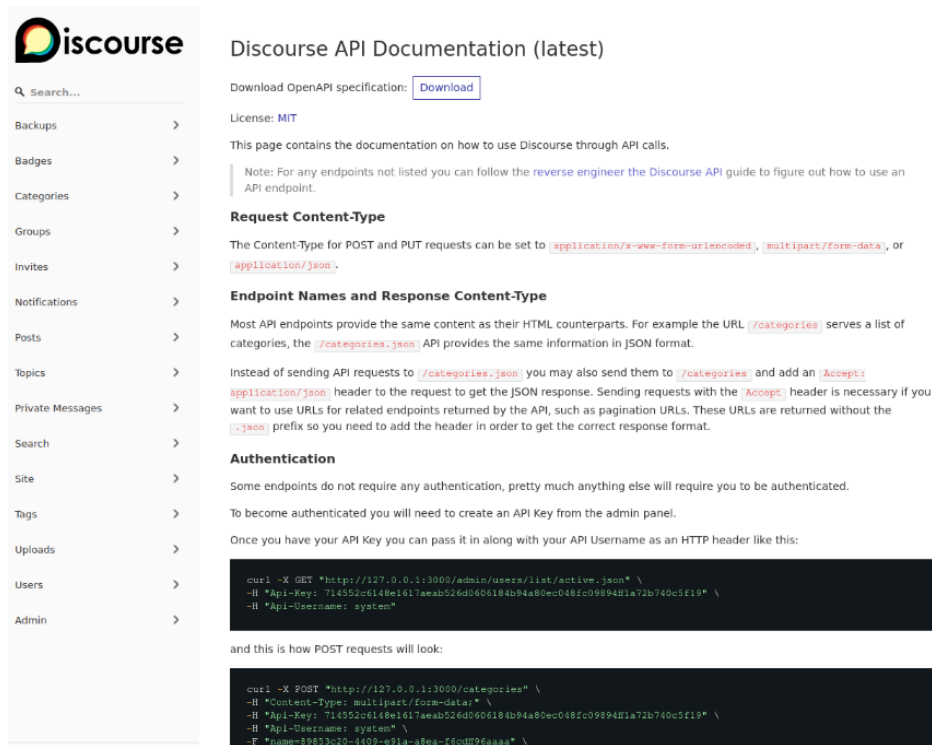 Discourse
Search...
Backups
Badges
Categories
Groups
Invites
Notifications
Posts
Topics
Private Messages
Search
Site
Tags
Uploads
Users
Admin
Discourse API Documentation (latest)
Download OpenAPI specification: Download
License: MIT
This page contains the documentation on how to use Discourse through API calls.
Note: For any endpoints not listed you can follow the reverse engineer the Discourse API guide to figure out how to use an
API endpoint.
Request Content-Type
The Content-Type for POST and PUT requests can be set to application/x-www-form-urlencoded, multipart/form-data, or
application/json.
Endpoint Names and Response Content-Type
Most API endpoints provide the same content as their HTML counterparts. For example the URL /categories serves a list of
categories, the /categories.json API provides the same information in JSON format.
Instead of sending API requests to /categories.json you may also send them to /categories and add an Accept:
application/json header to the request to get the JSON response. Sending requests with the Accept header is necessary if you
want to use URLs for related endpoints returned by the API, such as pagination URLs. These URLs are returned without the
.json prefix so you need to add the header in order to get the correct response format.
Authentication
Some endpoints do not require any authentication, pretty much anything else will require you to be authenticated.
To become authenticated you will need to create an API Key from the admin panel.
Once you have your API Key you can pass it in along with your API Username as an HTTP header like this:
curl -X GET "http://127.0.0.1:3000/admin/users/list/active.json" \
-H "Api-Key: 714552c6148e1617aeab526d0606184b94a80ec048fc09894ff1a72b740c5f19" \
-H "Api-Username: system"
and this is how POST requests will look:
curl -X POST "http://127.0.0.1:3000/categories" \
-H "Content-Type: multipart/form-data;" \
-H "Api-Key: 714552c6148e1617aeab526d0606184b94a80ec048fc09894ff1a72b740c5f19" \
-H "Api-Username: system" \
-F "name=89853c20-4409-e91a-a8ea-f6cdff96aaaa" \